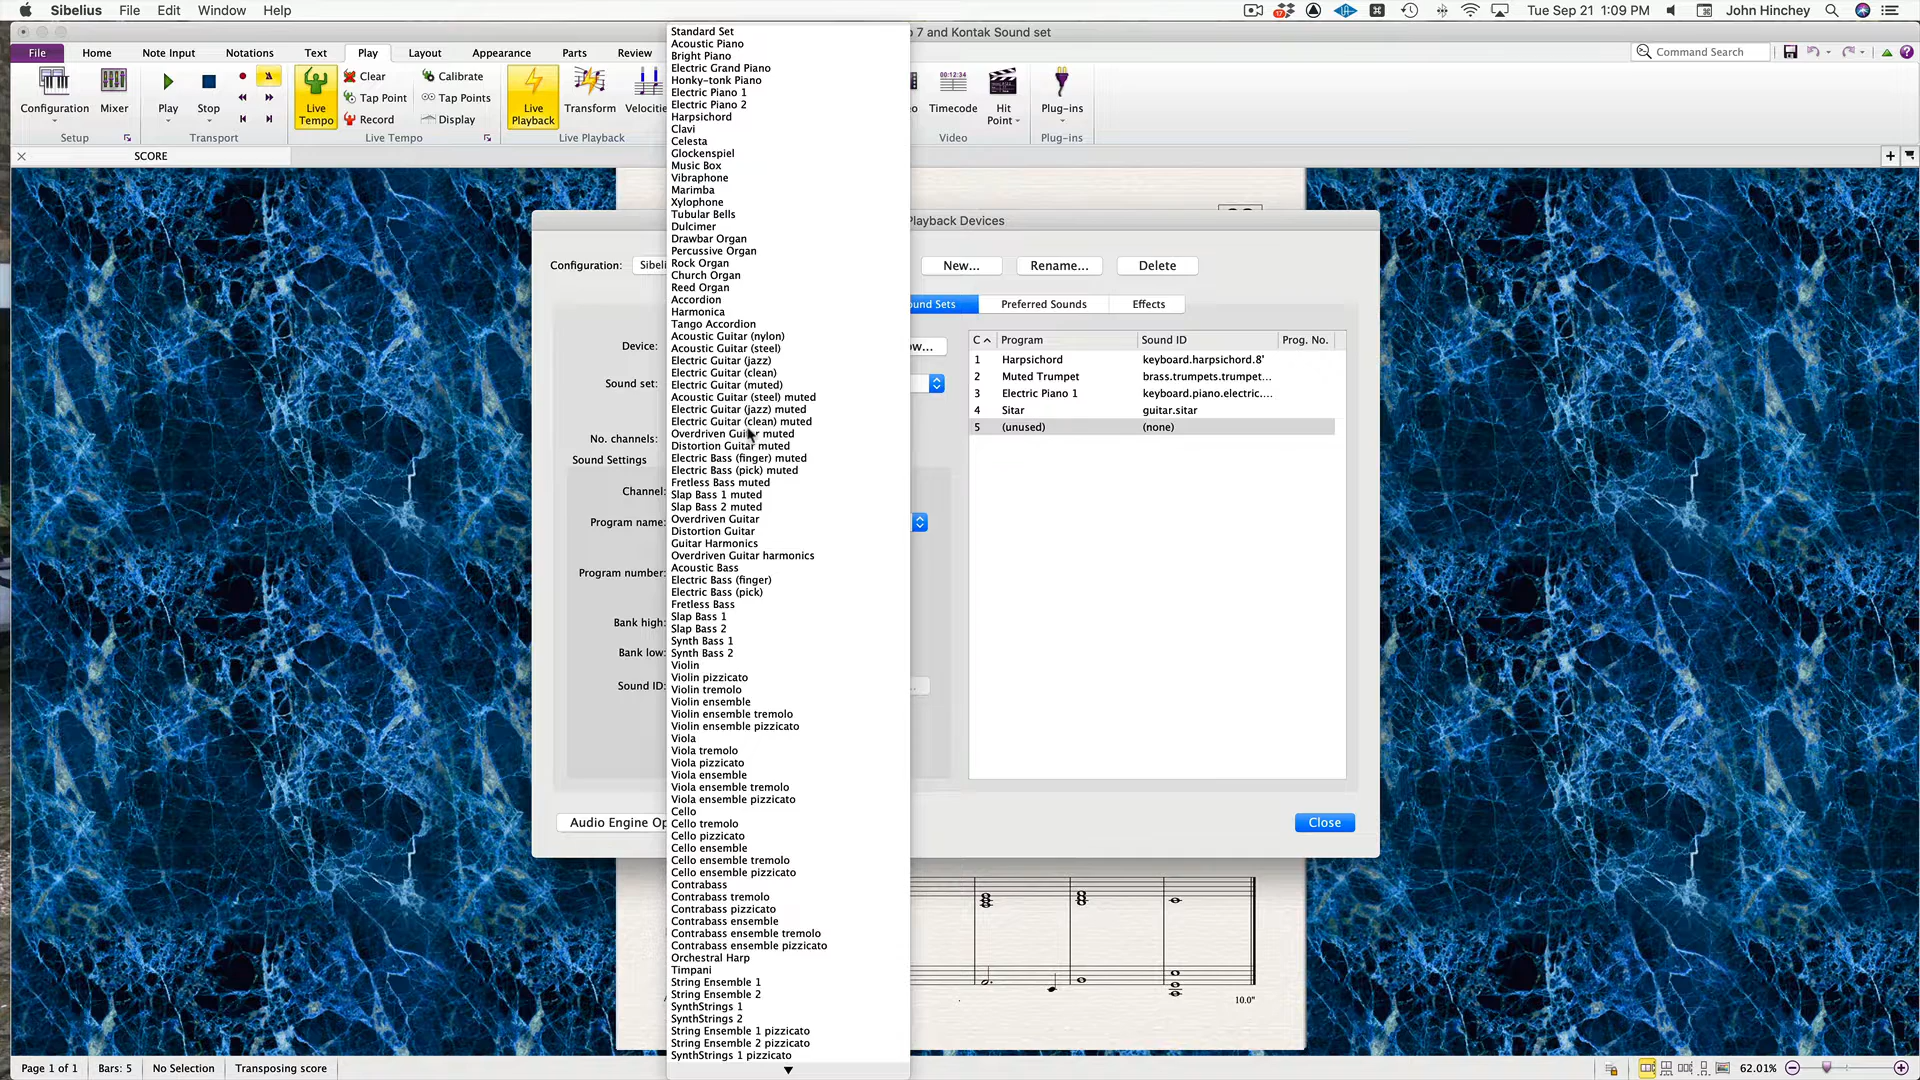 Sibelius File Edit Window Help
Tue Sep 21 1:09 PM John Hinchey
7 and Kontak Sound set
File Home Note Input Notations Text Play Layout Appearance Parts Review
Command Search
Configuration Mixer Play Stop
Live Tempo
Clear
Tap Point
Record
Calibrate
Tap Points
Display
Live Playback
Transform
Timecode
Hit Point
Plug-ins
Setup Transport Live Tempo Live Playback Video Plug-ins
SCORE
Playback Devices
Configuration: New... Rename... Delete
Preferred Sounds Effects
Device:
Sound set:
No. channels:
Sound Settings
Channel:
Program name:
Program number:
Bank high:
Bank low:
Sound ID:
Standard Set
Acoustic Piano
Bright Piano
Electric Grand Piano
Honky-tonk Piano
Electric Piano 1
Electric Piano 2
Harpsichord
Clavi
Celesta
Glockenspiel
Music Box
Vibraphone
Marimba
Xylophone
Tubular Bells
Dulcimer
Drawbar Organ
Percussive Organ
Rock Organ
Church Organ
Reed Organ
Accordion
Harmonica
Tango Accordion
Acoustic Guitar (nylon)
Acoustic Guitar (steel)
Electric Guitar (jazz)
Electric Guitar (clean)
Electric Guitar (muted)
Acoustic Guitar (steel) muted
Electric Guitar (jazz) muted
Electric Guitar (clean) muted
Overdriven Guitar muted
Distortion Guitar muted
Electric Bass (finger) muted
Electric Bass (pick) muted
Fretless Bass muted
Slap Bass 1 muted
Slap Bass 2 muted
Overdriven Guitar
Distortion Guitar
Guitar Harmonics
Overdriven Guitar harmonics
Acoustic Bass
Electric Bass (finger)
Electric Bass (pick)
Fretless Bass
Slap Bass 1
Slap Bass 2
Synth Bass 1
Synth Bass 2
Violin
Violin pizzicato
Violin tremolo
Violin ensemble
Violin ensemble tremolo
Violin ensemble pizzicato
Viola
Viola tremolo
Viola pizzicato
Viola ensemble
Viola ensemble tremolo
Viola ensemble pizzicato
Cello
Cello tremolo
Cello pizzicato
Cello ensemble
Cello ensemble tremolo
Cello ensemble pizzicato
Contrabass
Contrabass tremolo
Contrabass pizzicato
Contrabass ensemble
Contrabass ensemble tremolo
Contrabass ensemble pizzicato
Orchestral Harp
Timpani
String Ensemble 1
String Ensemble 2
SynthStrings 1
SynthStrings 2
String Ensemble 1 pizzicato
String Ensemble 2 pizzicato
SynthStrings 1 pizzicato
C Program Sound ID Prog. No.
1 Harpsichord keyboard.harpsichord.8'
2 Muted Trumpet brass.trumpets.trumpet...
3 Electric Piano 1 keyboard.piano.electric....
4 Sitar guitar.sitar
5 (unused) (none)
Audio Engine
Close
10.0"
Page 1 of 1 Bars: 5 No Selection Transposing score 62.01%